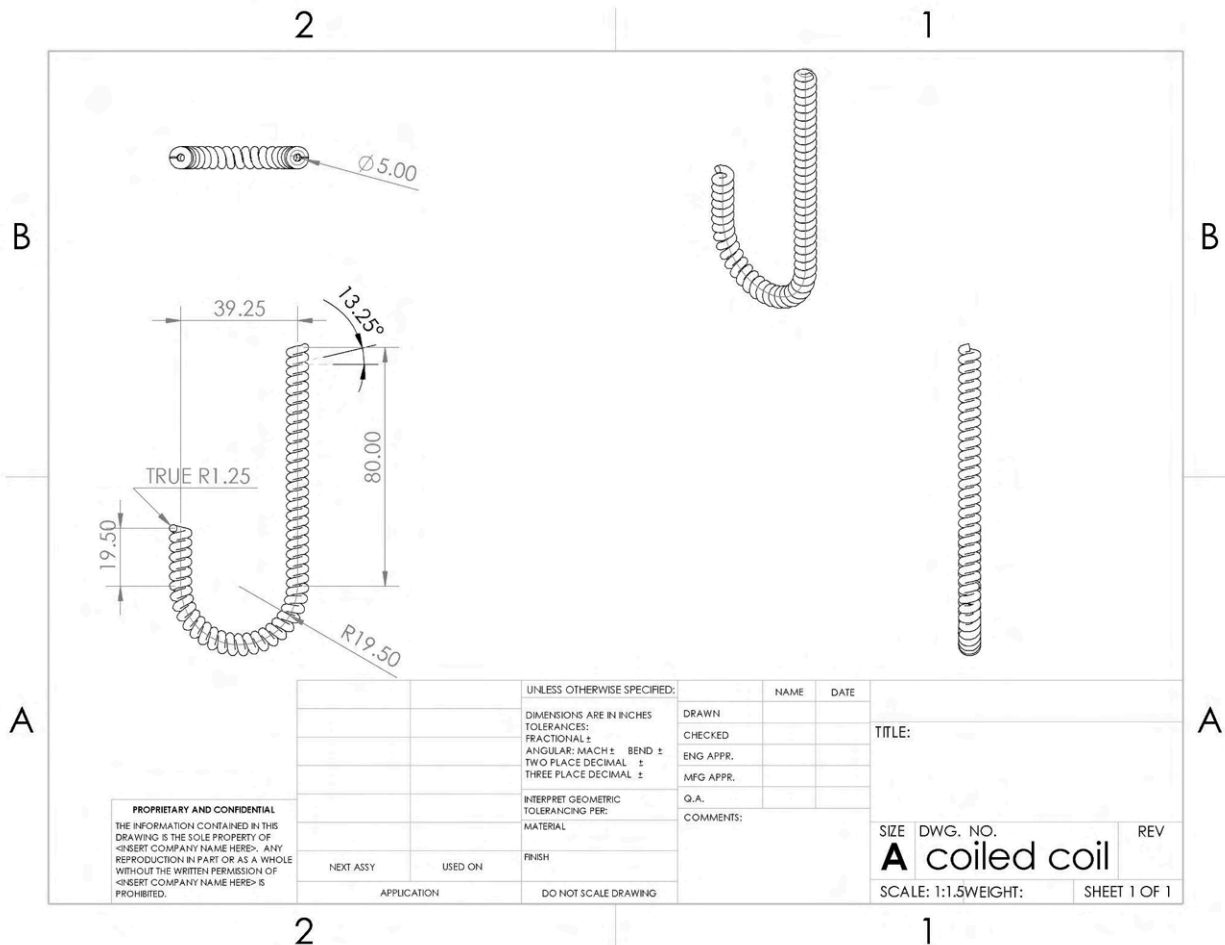 2
1
B
B
A
A
2
1
∅5.00
39.25
13.25°
80.00
TRUE R1.25
19.50
R19.50
PROPRIETARY AND CONFIDENTIAL
THE INFORMATION CONTAINED IN THIS
DRAWING IS THE SOLE PROPERTY OF
<INSERT COMPANY NAME HERE>. ANY
REPRODUCTION IN PART OR AS A WHOLE
WITHOUT THE WRITTEN PERMISSION OF
<INSERT COMPANY NAME HERE> IS
PROHIBITED.
NEXT ASSY
USED ON
APPLICATION
UNLESS OTHERWISE SPECIFIED:
DIMENSIONS ARE IN INCHES
TOLERANCES:
FRACTIONAL ±
ANGULAR: MACH ± BEND ±
TWO PLACE DECIMAL ±
THREE PLACE DECIMAL ±
INTERPRET GEOMETRIC
TOLERANCING PER:
MATERIAL
FINISH
DO NOT SCALE DRAWING
NAME
DATE
DRAWN
CHECKED
ENG APPR.
MFG APPR.
Q.A.
COMMENTS:
TITLE:
SIZE DWG. NO. REV
A coiled coil
SCALE: 1:1.5 WEIGHT: SHEET 1 OF 1